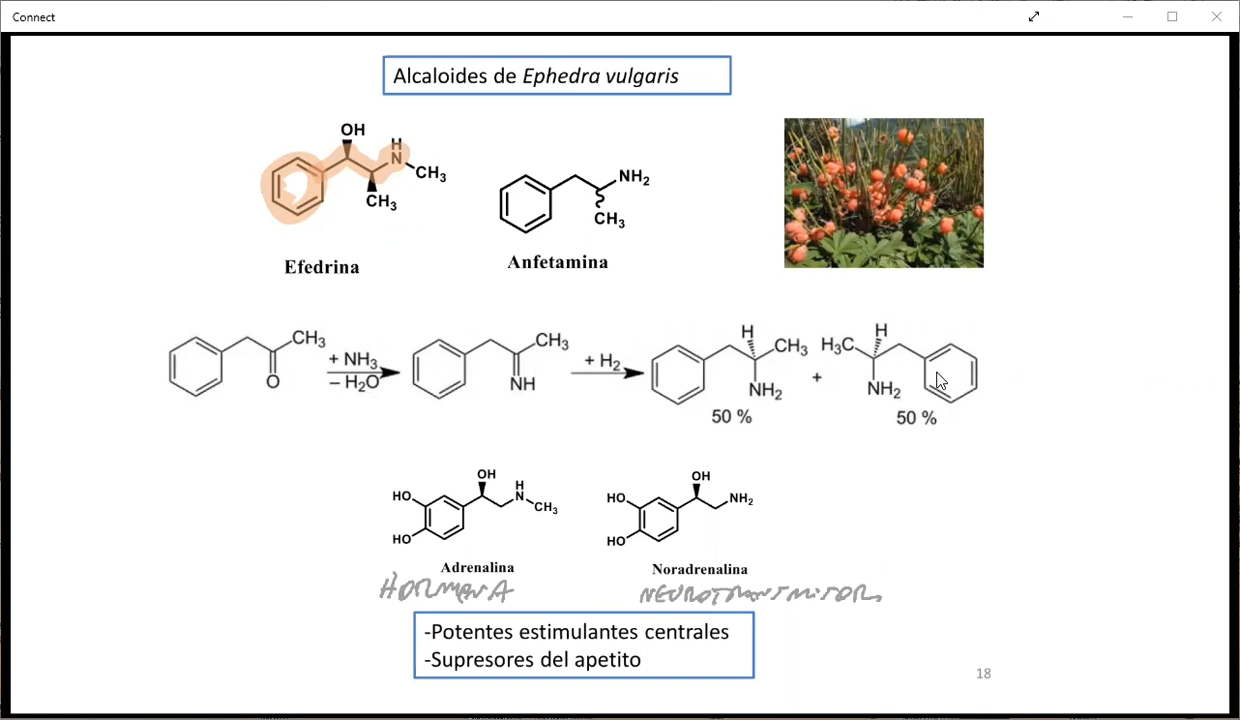 Connect
Alcaloides de Ephedra vulgaris
OH
H
N
CH3
CH3
Efedrina
NH2
CH3
Anfetamina
CH3
O
+ NH3
– H2O
CH3
NH
+ H2
H
CH3
NH2
50 %
+
H
H3C
NH2
50 %
OH
H
N
CH3
HO
HO
Adrenalina
OH
NH2
HO
HO
Noradrenalina
HORMONA
NEUROTRANSMISOR
-Potentes estimulantes centrales
-Supresores del apetito
18